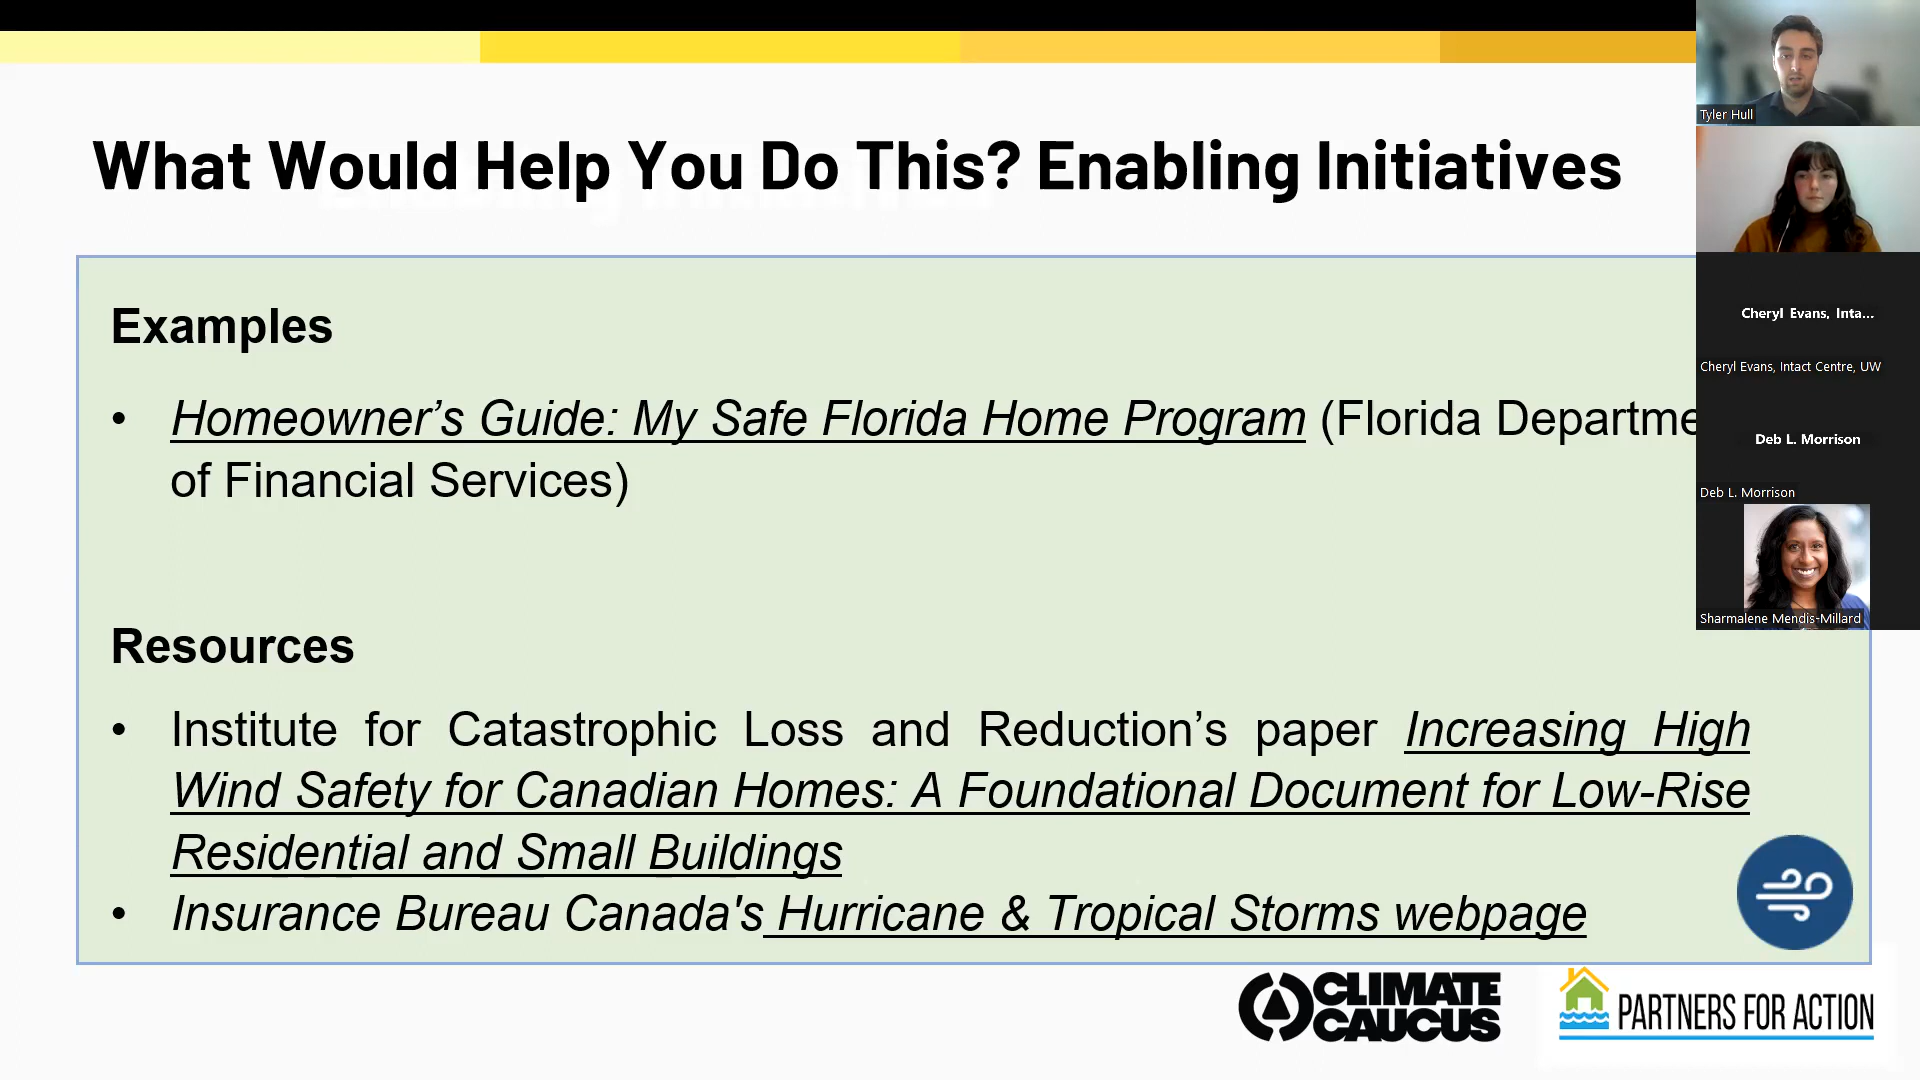 What Would Help You Do This? Enabling Initiatives
Examples
• Homeowner’s Guide: My Safe Florida Home Program (Florida Departme
of Financial Services)
Resources
• Institute for Catastrophic Loss and Reduction’s paper Increasing High
Wind Safety for Canadian Homes: A Foundational Document for Low-Rise
Residential and Small Buildings
• Insurance Bureau Canada's Hurricane & Tropical Storms webpage
CLIMATE
CAUCUS
PARTNERS FOR ACTION
Tyler Hull
Cheryl Evans, Inta...
Cheryl Evans, Intact Centre, UW
Deb L. Morrison
Deb L. Morrison
Sharmalene Mendis-Millard